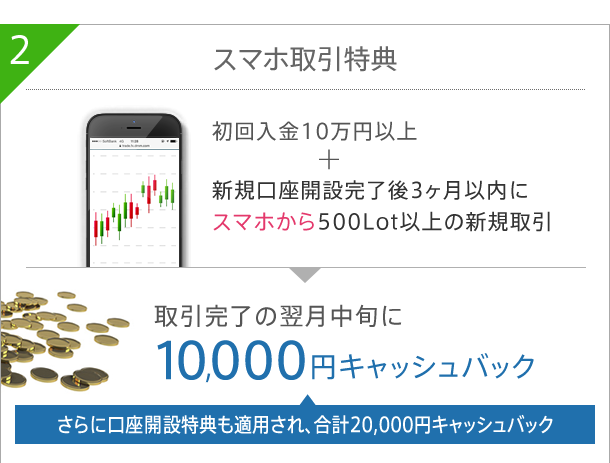 2
スマホ取引特典
初回入金10万円以上
＋
新規口座開設完了後3ヶ月以内に
スマホから500Lot以上の新規取引
取引完了の翌月中旬に
10,000円キャッシュバック
さらに口座開設特典も適用され、合計20,000円キャッシュバック